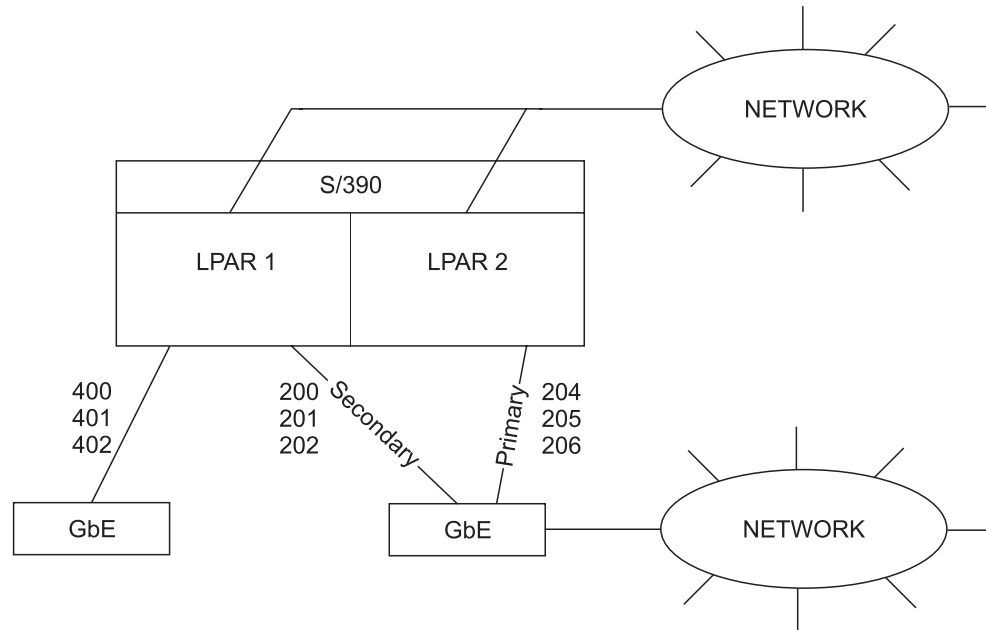 NETWORK
S/390
LPAR 1
LPAR 2
400
401
402
200
201
202
Secondary
Primary
204
205
206
GbE
GbE
NETWORK